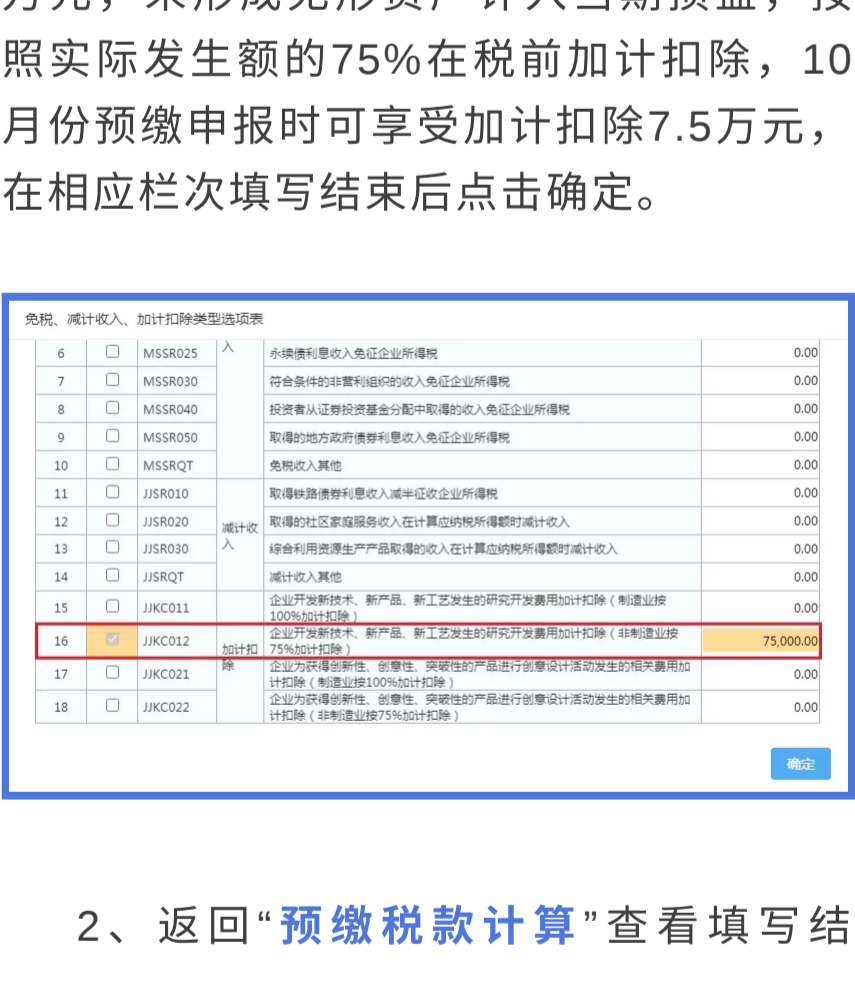 照实际发生额的75%在税前加计扣除，10
月份预缴申报时可享受加计扣除7.5万元，
在相应栏次填写结束后点击确定。
免税、减计收入、加计扣除类型选项表
6 MSSR025 入 永续债利息收入免征企业所得税 0.00
7 MSSR030 符合条件的非营利组织的收入免征企业所得税 0.00
8 MSSR040 投资者从证券投资基金分配中取得的收入免征企业所得税 0.00
9 MSSR050 取得的地方政府债券利息收入免征企业所得税 0.00
10 MSSRQT 免税收入其他 0.00
11 JJSR010 取得铁路债券利息收入减半征收企业所得税 0.00
12 JJSR020 减计收 取得的社区家庭服务收入在计算应纳税所得额时减计收入 0.00
13 JJSR030 入 综合利用资源生产产品取得的收入在计算应纳税所得额时减计收入 0.00
14 JJSRQT 减计收入其他 0.00
15 JJKC011 企业开发新技术、新产品、新工艺发生的研究开发费用加计扣除（制造业按 0.00
100%加计扣除）
16 JJKC012 加计扣 企业开发新技术、新产品、新工艺发生的研究开发费用加计扣除（非制造业按 75,000.00
75%加计扣除）
17 JJKC021 除 企业为获得创新性、创意性、突破性的产品进行创意设计活动发生的相关费用加 0.00
计扣除（制造业按100%加计扣除）
18 JJKC022 企业为获得创新性、创意性、突破性的产品进行创意设计活动发生的相关费用加 0.00
计扣除（非制造业按75%加计扣除）
确定
2、返回“预缴税款计算”查看填写结